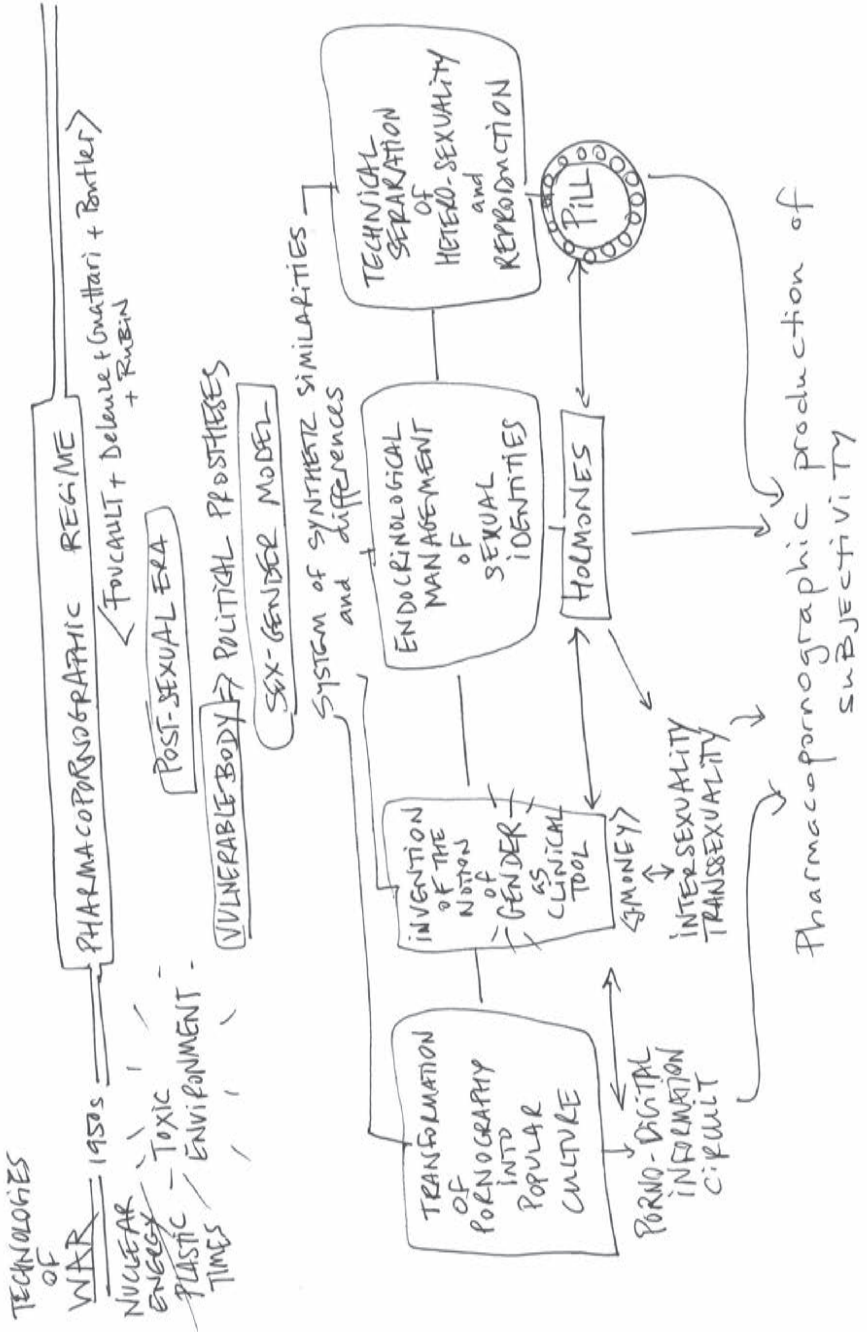 TECHNOLOGIES
OF
WAR
1950s
NUCLEAR
ENERGY
PLASTIC
TIMES
TOXIC
ENVIRONMENT
PHARMACOPORNOGRAPHIC REGIME
<FOUCAULT + Deleuze + Guattari + Buttler>
+ RUBIN
POST-SEXUAL ERA
VULNERABLE BODY => POLITICAL PROSTHESES
SEX-GENDER MODEL
SYSTEM OF SYNTHETIC SIMILARITIES
and differences
TRANSFORMATION
OF
PORNOGRAPHY
INTO
POPULAR
CULTURE
INVENTION
OF THE
NOTION
OF
GENDER
AS
CLINICAL
TOOL
ENDOCRINOLOGICAL
MANAGEMENT
OF
SEXUAL
IDENTITIES
TECHNICAL
SEPARATION
OF
HETERO-SEXUALITY
and
REPRODUCTION
PORNO-DIGITAL
INFORMATION
CIRCUIT
<J.MONEY>
INTERSEXUALITY
TRANSSEXUALITY
HORMONES
PILL
Pharmacopornographic production of
SUBJECTIVITY